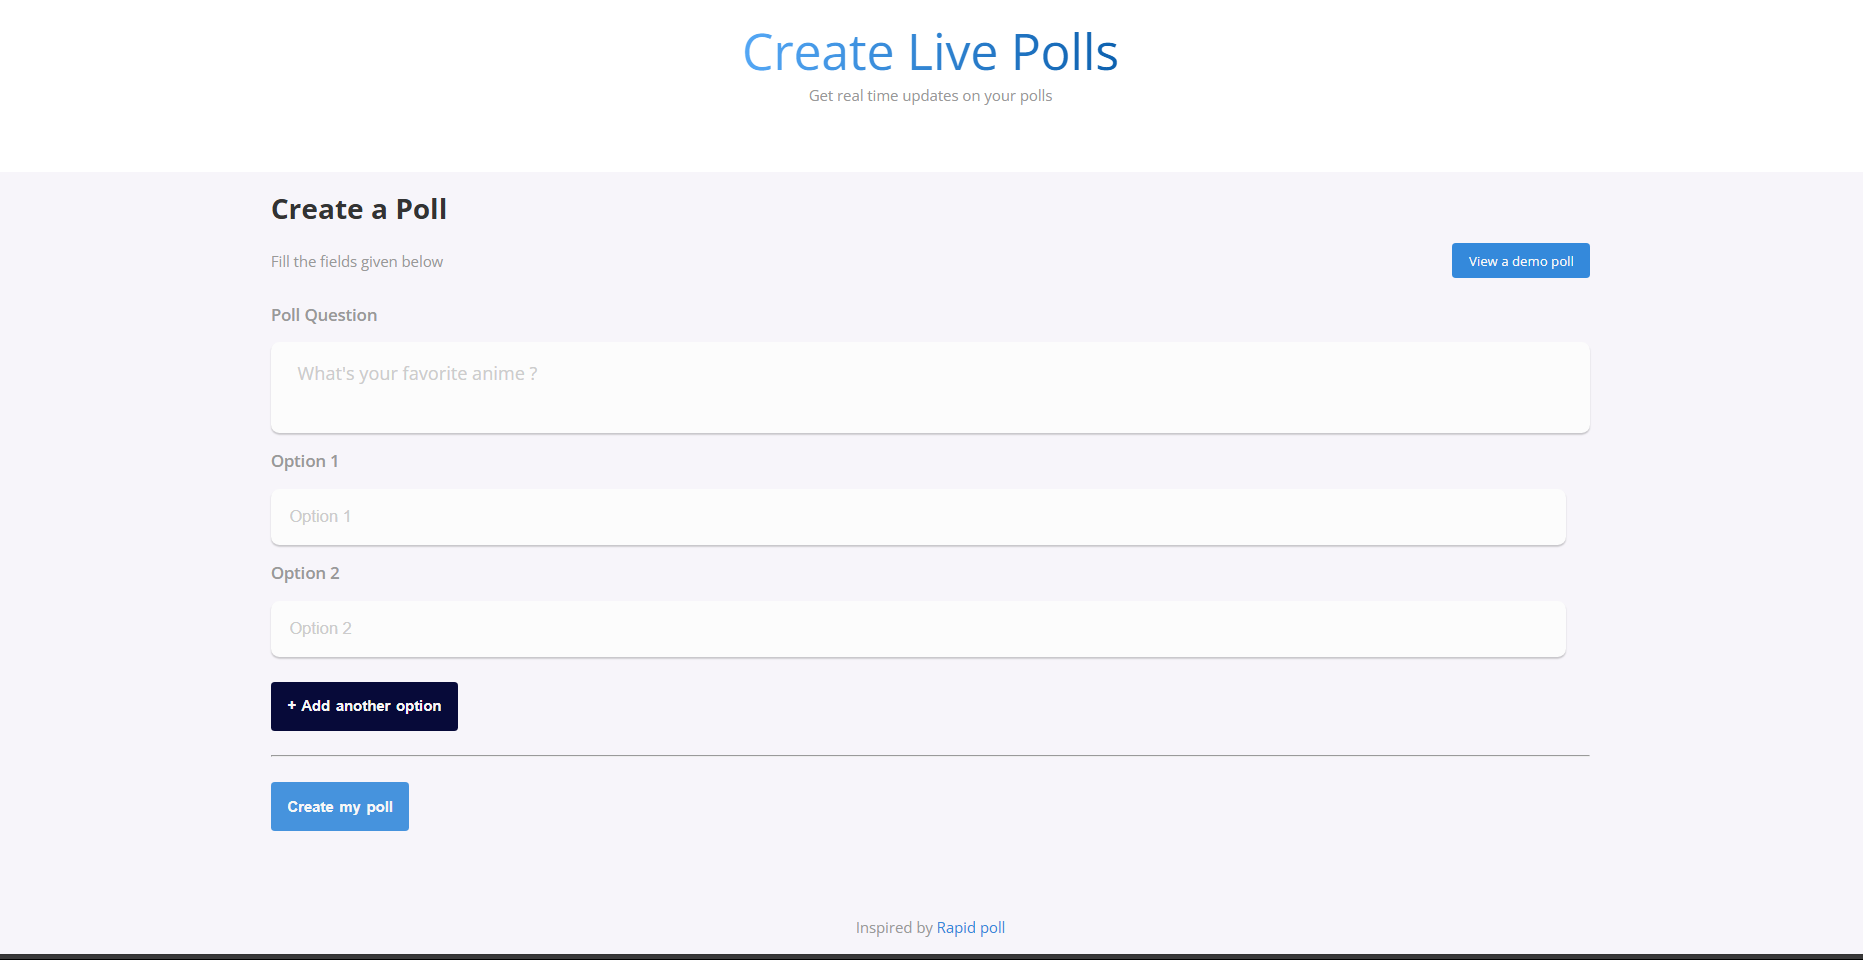 Create Live Polls
Get real time updates on your polls
Create a Poll
Fill the fields given below
View a demo poll
Poll Question
What's your favorite anime ?
Option 1
Option 1
Option 2
Option 2
+ Add another option
Create my poll
Inspired by Rapid poll